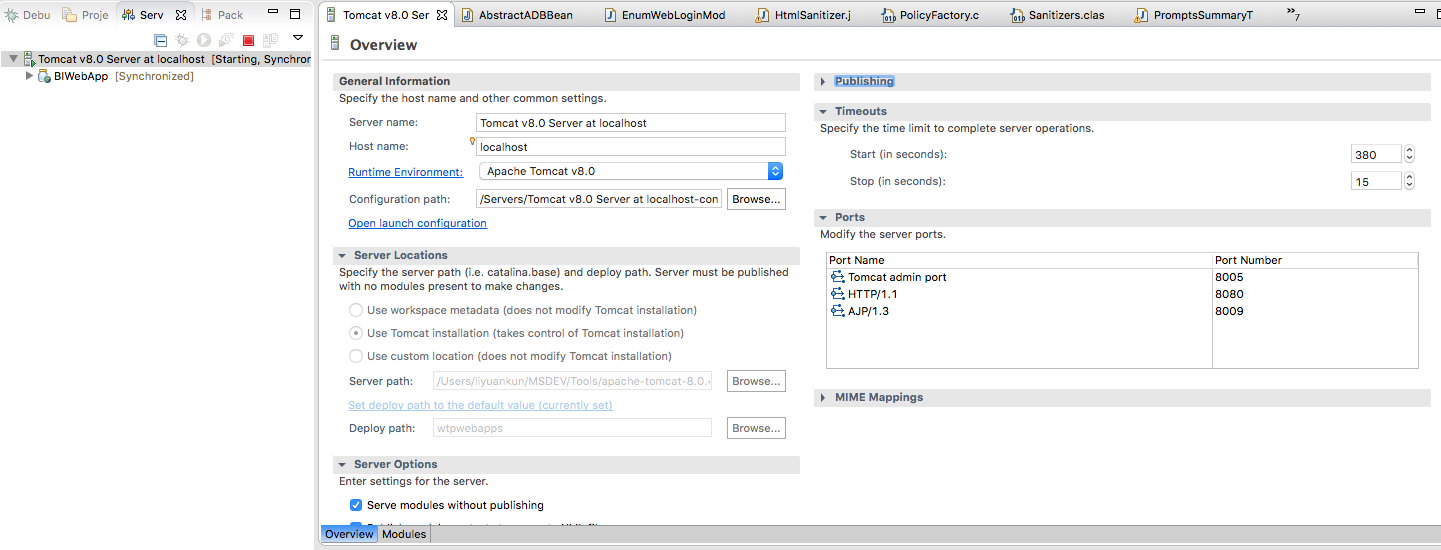 Debu Proje Serv Pack
Tomcat v8.0 Server at localhost [Starting, Synchron
BIWebApp [Synchronized]
Tomcat v8.0 Ser AbstractADBBean EnumWebLoginMod HtmlSanitizer.j PolicyFactory.c Sanitizers.clas PromptsSummaryT »7
Overview
General Information
Specify the host name and other common settings.
Server name: Tomcat v8.0 Server at localhost
Host name: localhost
Runtime Environment: Apache Tomcat v8.0
Configuration path: /Servers/Tomcat v8.0 Server at localhost-con Browse...
Open launch configuration
Server Locations
Specify the server path (i.e. catalina.base) and deploy path. Server must be published
with no modules present to make changes.
Use workspace metadata (does not modify Tomcat installation)
Use Tomcat installation (takes control of Tomcat installation)
Use custom location (does not modify Tomcat installation)
Server path: /Users/liyuankun/MSDEV/Tools/apache-tomcat-8.0. Browse...
Set deploy path to the default value (currently set)
Deploy path: wtpwebapps Browse...
Server Options
Enter settings for the server.
Serve modules without publishing
Publishing
Timeouts
Specify the time limit to complete server operations.
Start (in seconds): 380
Stop (in seconds): 15
Ports
Modify the server ports.
Port Name Port Number
Tomcat admin port 8005
HTTP/1.1 8080
AJP/1.3 8009
MIME Mappings
Overview Modules